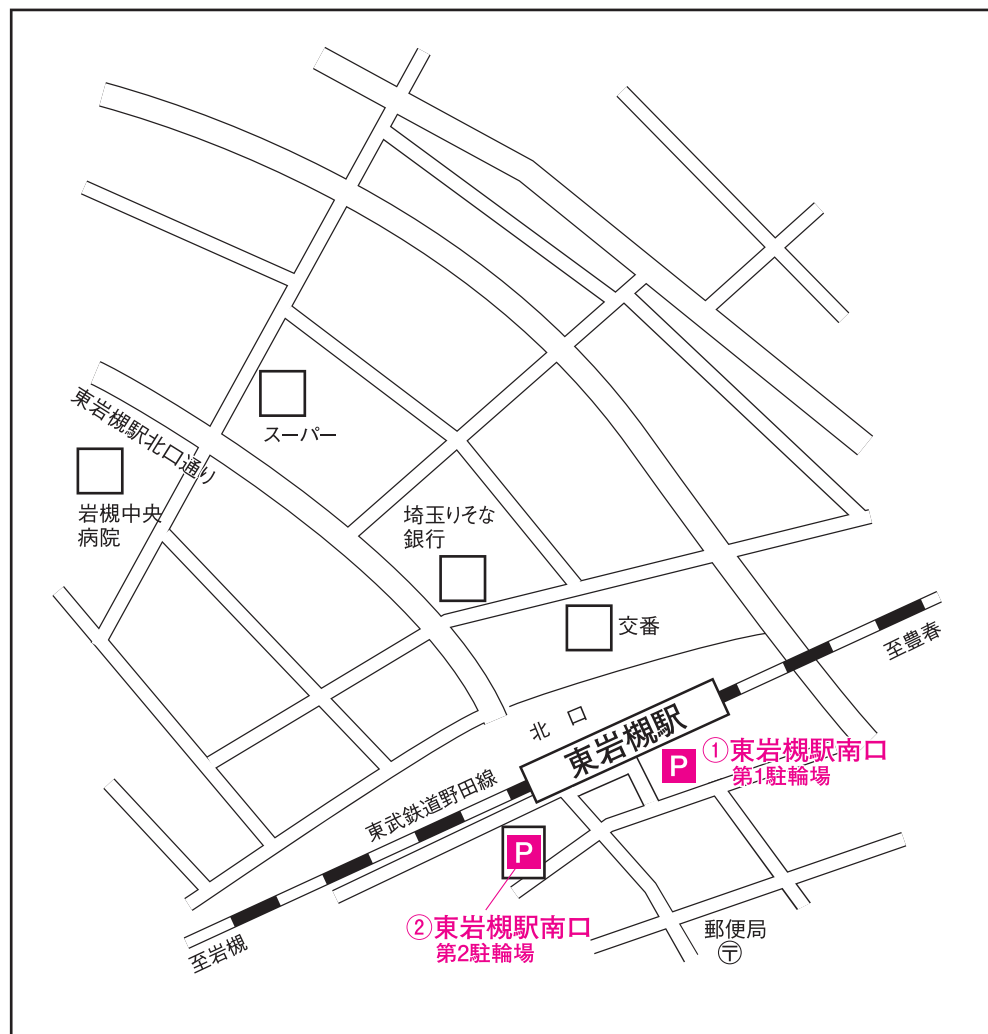 スーパー
東岩槻駅北口通り
岩槻中央
病院
埼玉りそな
銀行
交番
至豊春
北 口
東岩槻駅
P
①東岩槻駅南口
第1駐輪場
東武鉄道野田線
P
②東岩槻駅南口
第2駐輪場
至岩槻
郵便局
〒